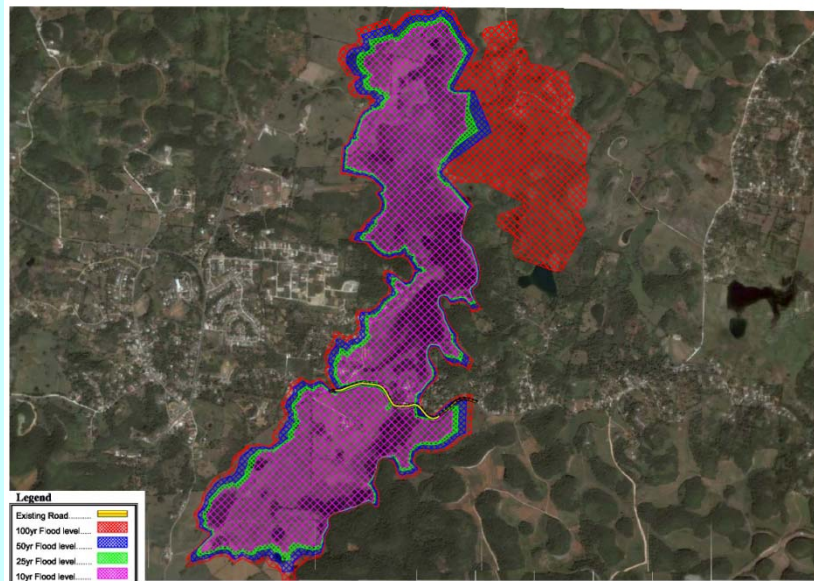 Legend
Existing Road..........
100yr Flood level.....
50yr Flood level......
25yr Flood level......
10yr Flood level......